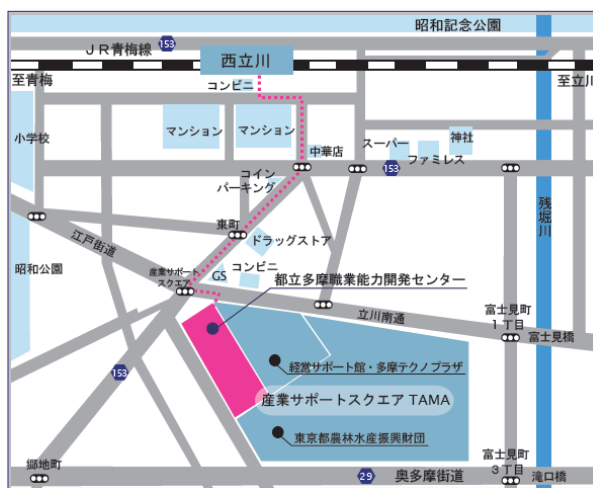 昭和記念公園
JR青梅線
153
西立川
至青梅
コンビニ
至立川
小学校
マンション
マンション
中華店
スーパー
神社
ファミレス
153
コイン
パーキング
残堀川
東町
江戸街道
ドラッグストア
昭和公園
産業サポート
スクエア
GS
コンビニ
都立多摩職業能力開発センター
立川南通
富士見町
1丁目
富士見橋
153
経営サポート館・多摩テクノプラザ
産業サポートスクエア TAMA
東京都農林水産振興財団
郷地町
29
奥多摩街道
富士見町
3丁目
滝口橋